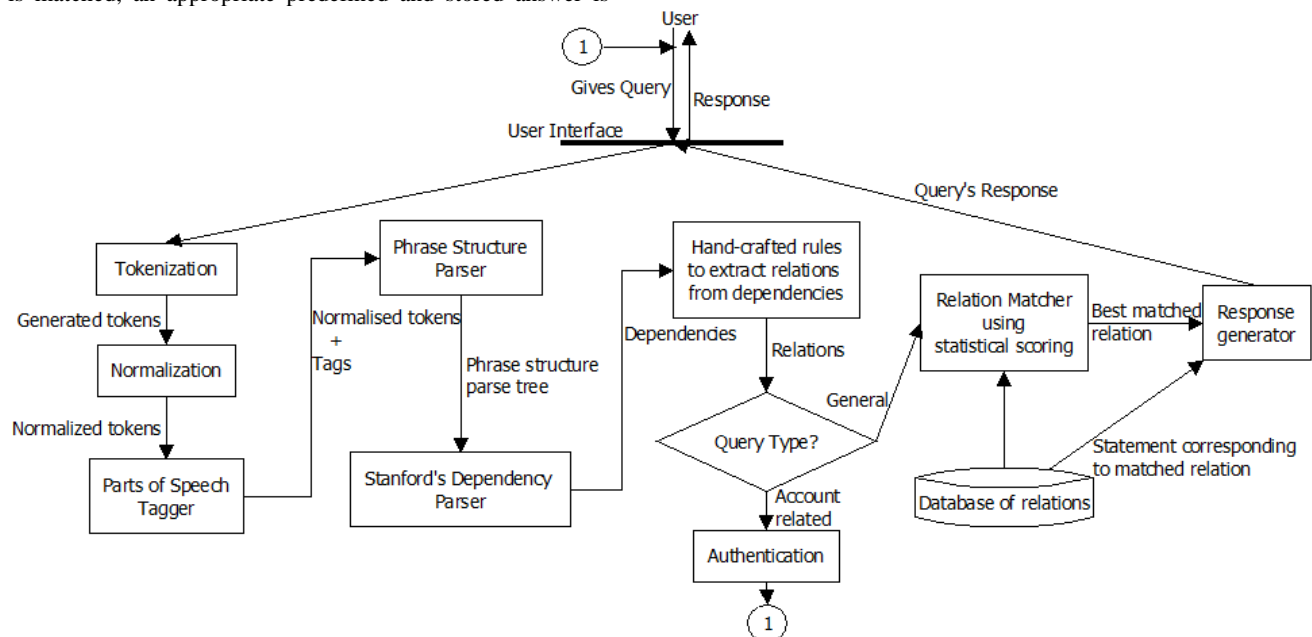 is matched, an appropriate predefined and stored answer is
User
1
Gives Query
Response
User Interface
Query's Response
Tokenization
Generated tokens
Normalization
Normalized tokens
Parts of Speech
Tagger
Phrase Structure
Parser
Normalised tokens
+
Tags
Phrase structure
parse tree
Stanford's Dependency
Parser
Dependencies
Hand-crafted rules
to extract relations
from dependencies
Relations
Query Type?
General
Account
related
Authentication
1
Relation Matcher
using
statistical scoring
Best matched
relation
Response
generator
Statement corresponding
to matched relation
Database of relations